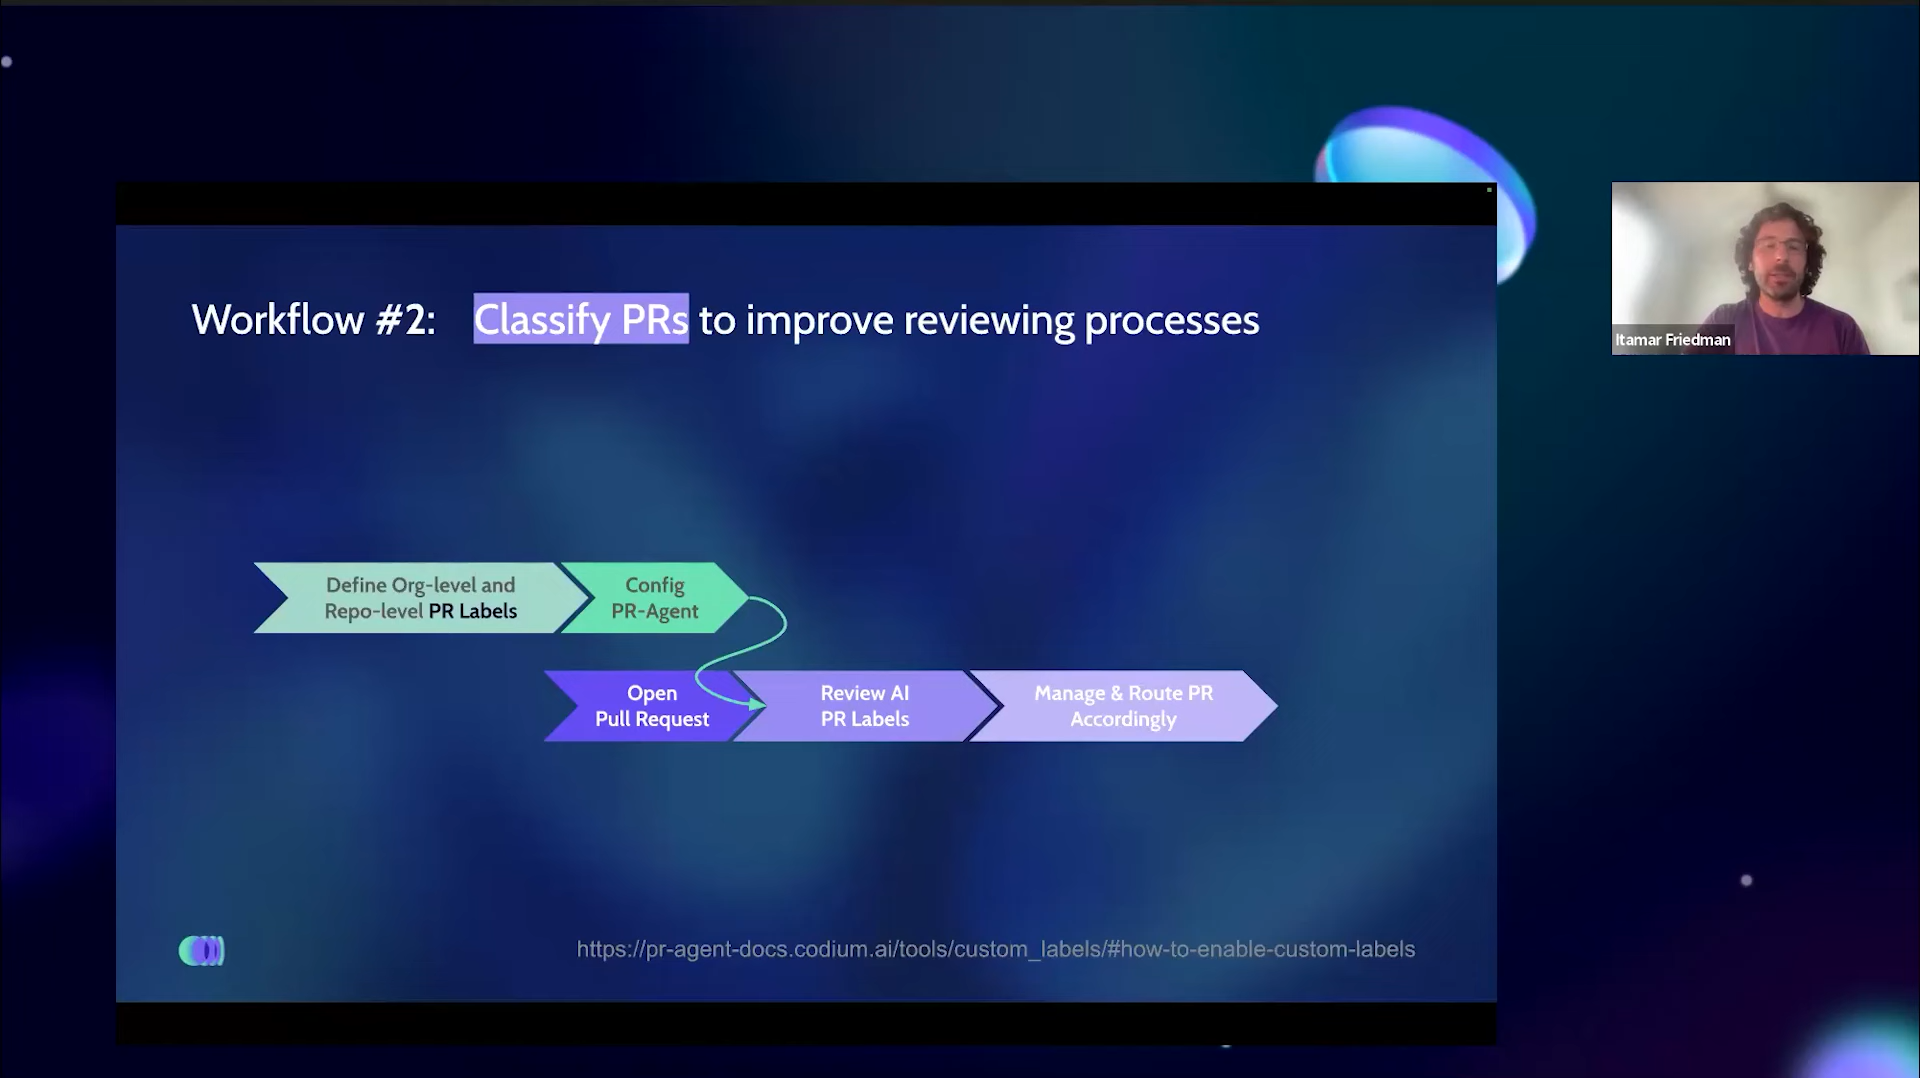 Workflow #2: Classify PRs to improve reviewing processes
Itamar Friedman
Define Org-level and
Repo-level PR Labels
Config
PR-Agent
Open
Pull Request
Review AI
PR Labels
Manage & Route PR
Accordingly
https://pr-agent-docs.codium.ai/tools/custom_labels/#how-to-enable-custom-labels